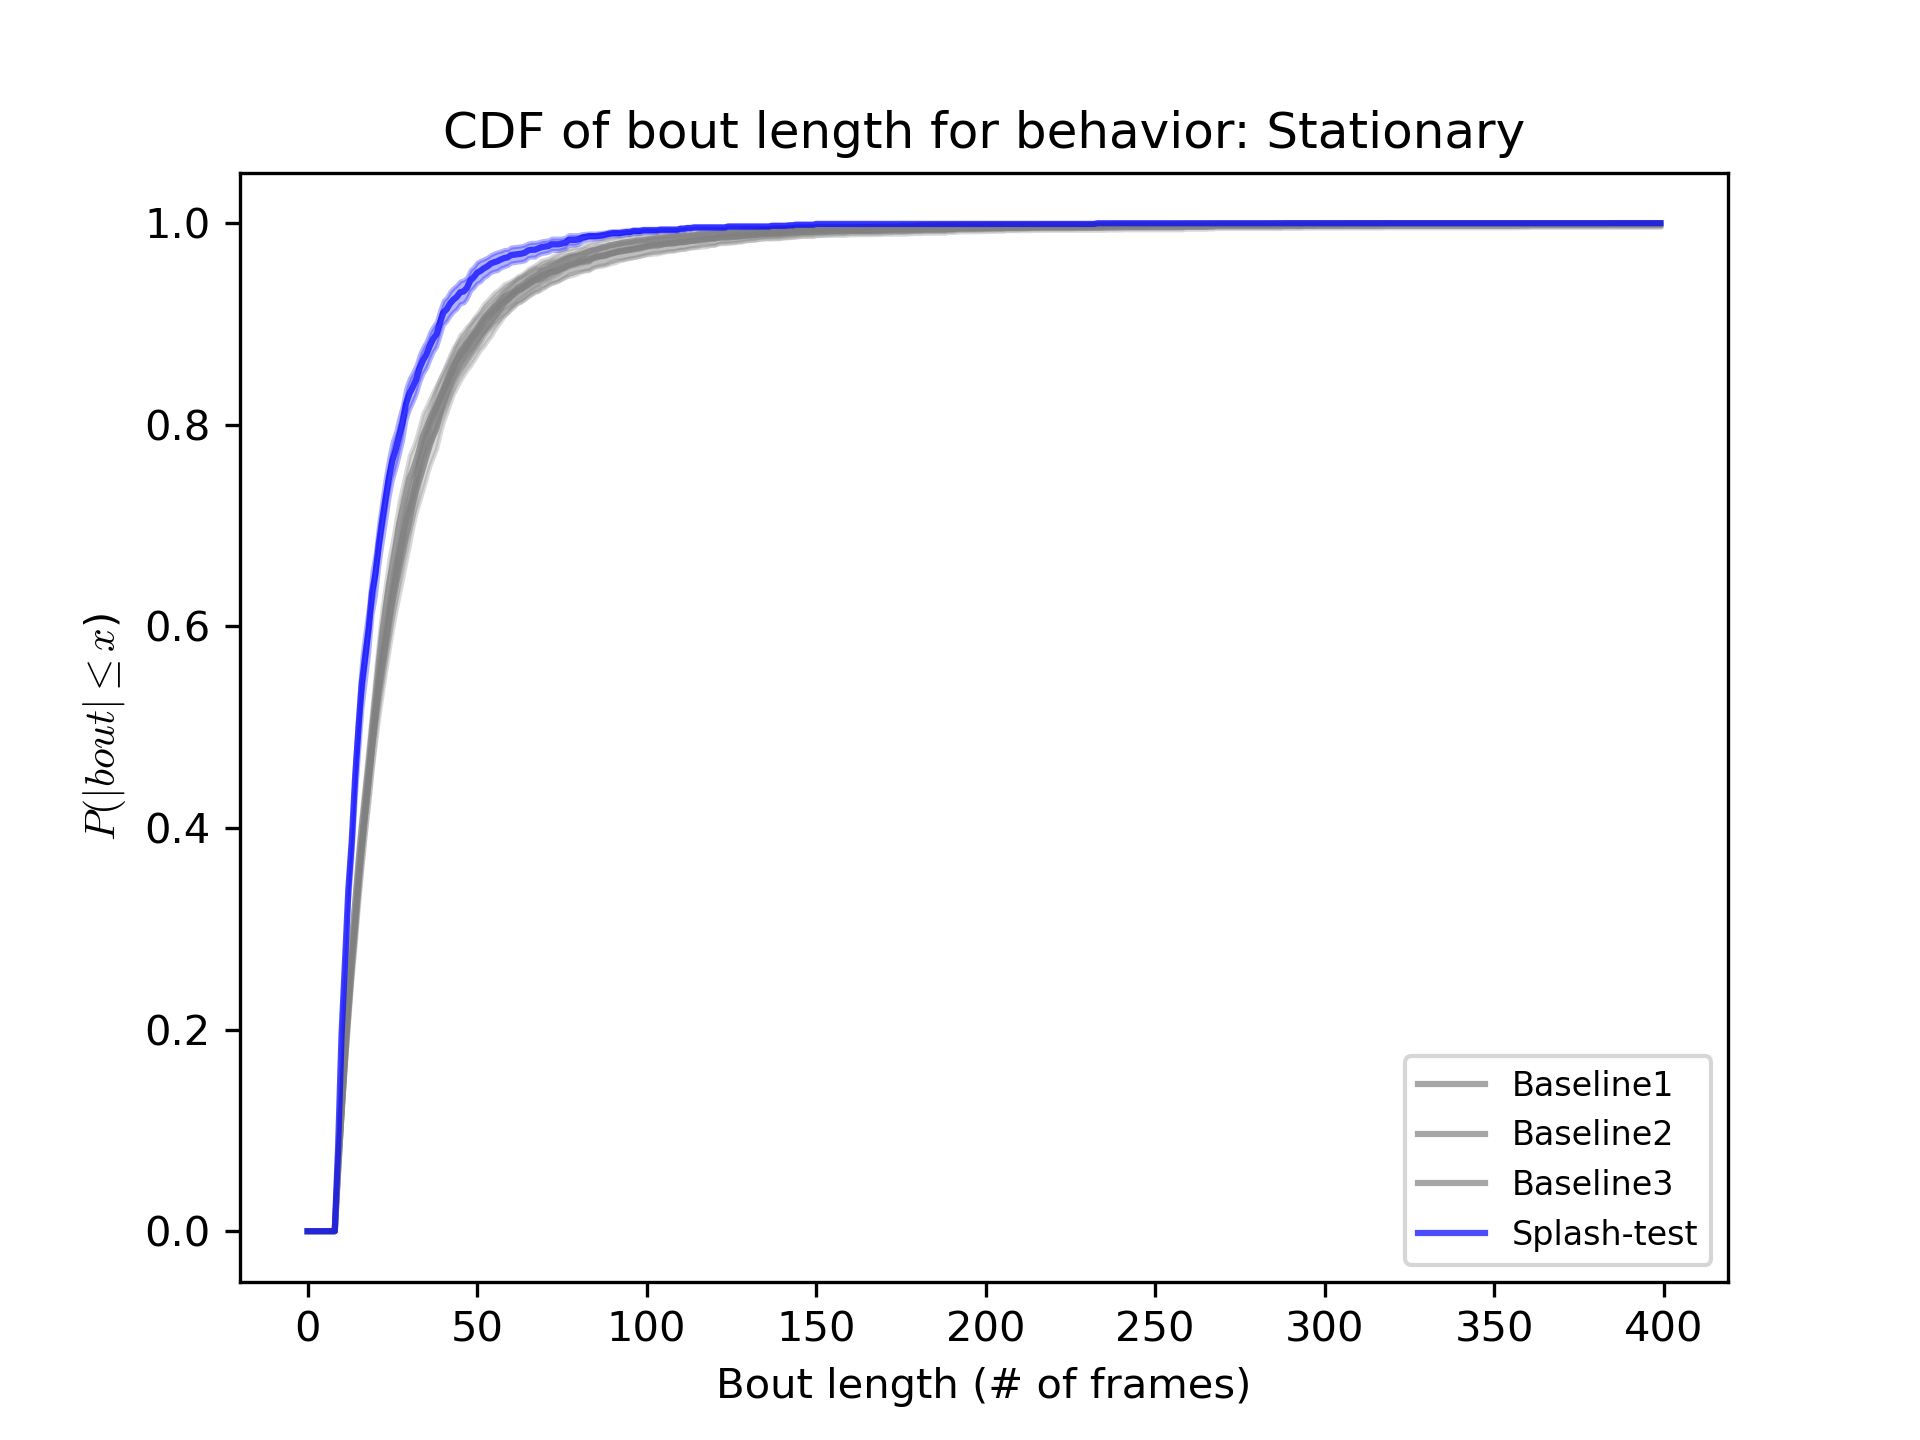 CDF of bout length for behavior: Stationary
1.0
0.8
0.6
0.4
0.2
0.0
P(|bout| ≤ x)
0 50 100 150 200 250 300 350 400
Bout length (# of frames)
Baseline1
Baseline2
Baseline3
Splash-test